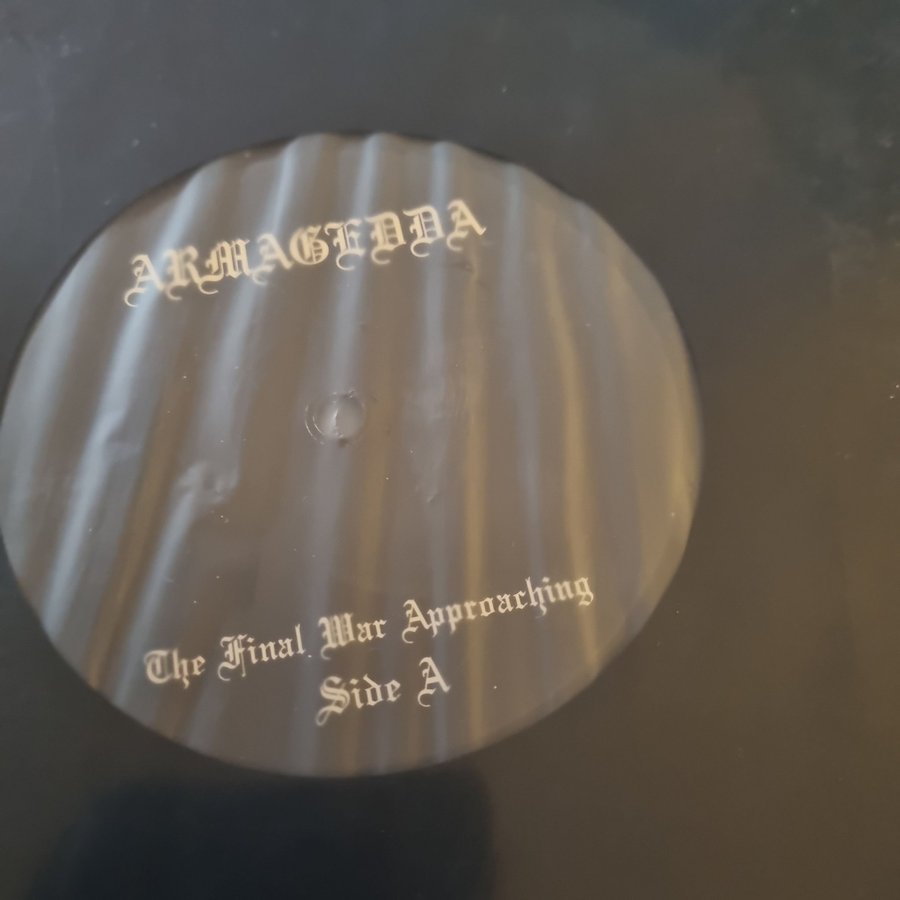 ARMAGEDDA
The Final War Approaching
Side A